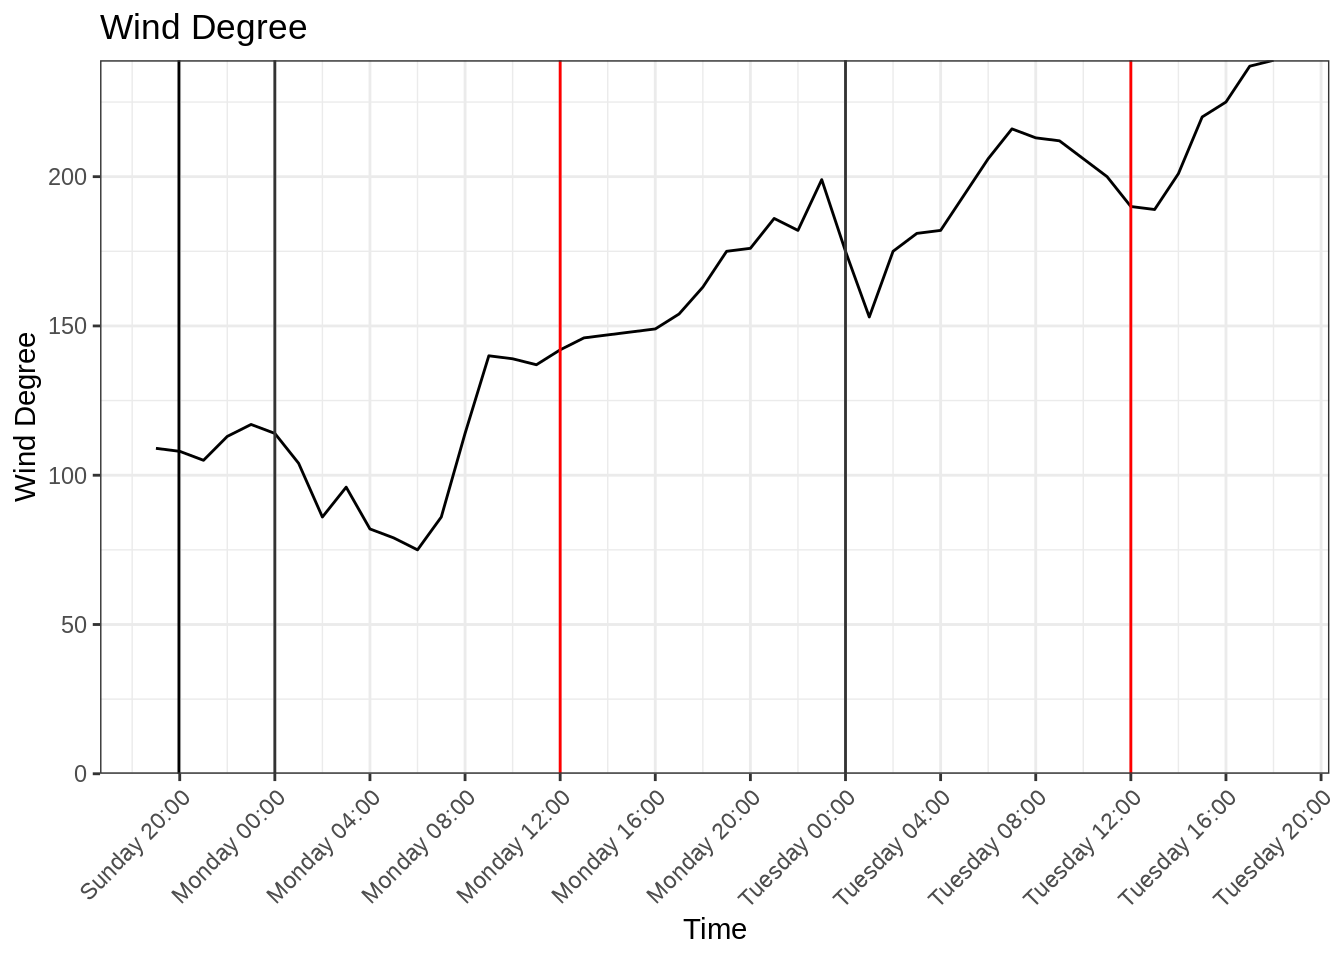 Wind Degree
Wind Degree
200
150
100
50
0
Sunday 20:00
Monday 00:00
Monday 04:00
Monday 08:00
Monday 12:00
Monday 16:00
Monday 20:00
Tuesday 00:00
Tuesday 04:00
Tuesday 08:00
Tuesday 12:00
Tuesday 16:00
Tuesday 20:00
Time